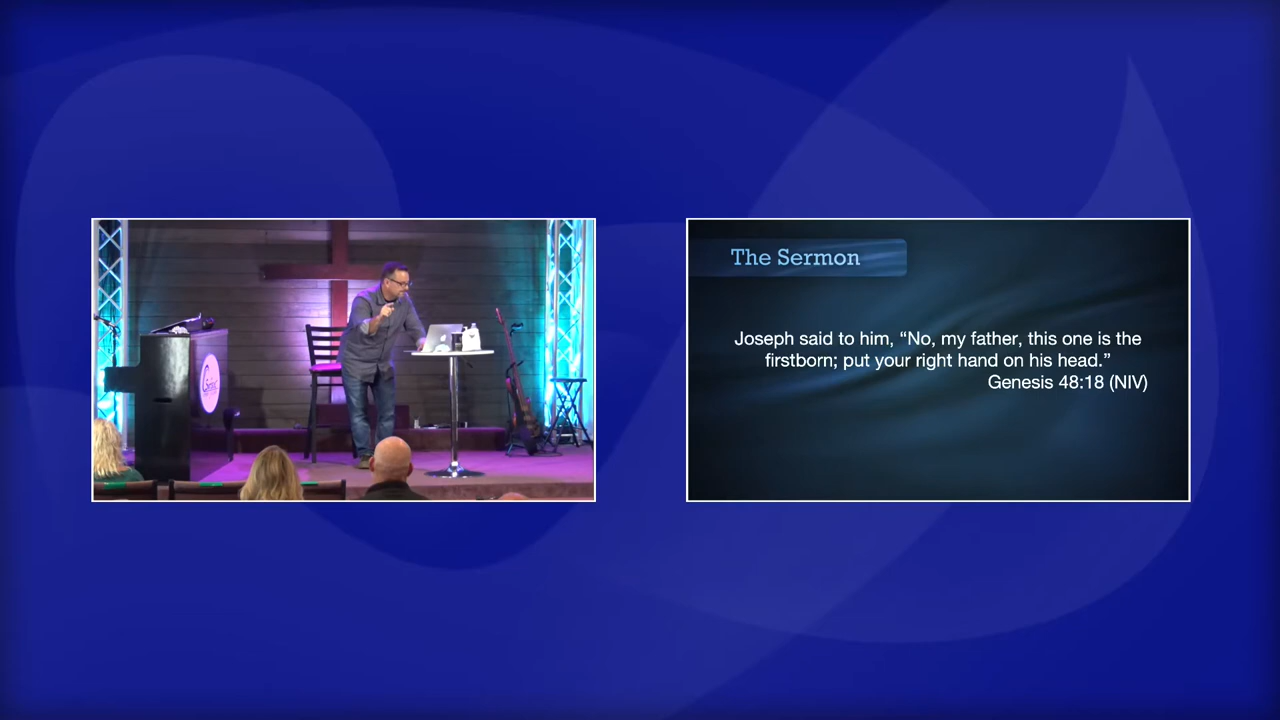 The Sermon
Joseph said to him, “No, my father, this one is the
firstborn; put your right hand on his head.”
Genesis 48:18 (NIV)